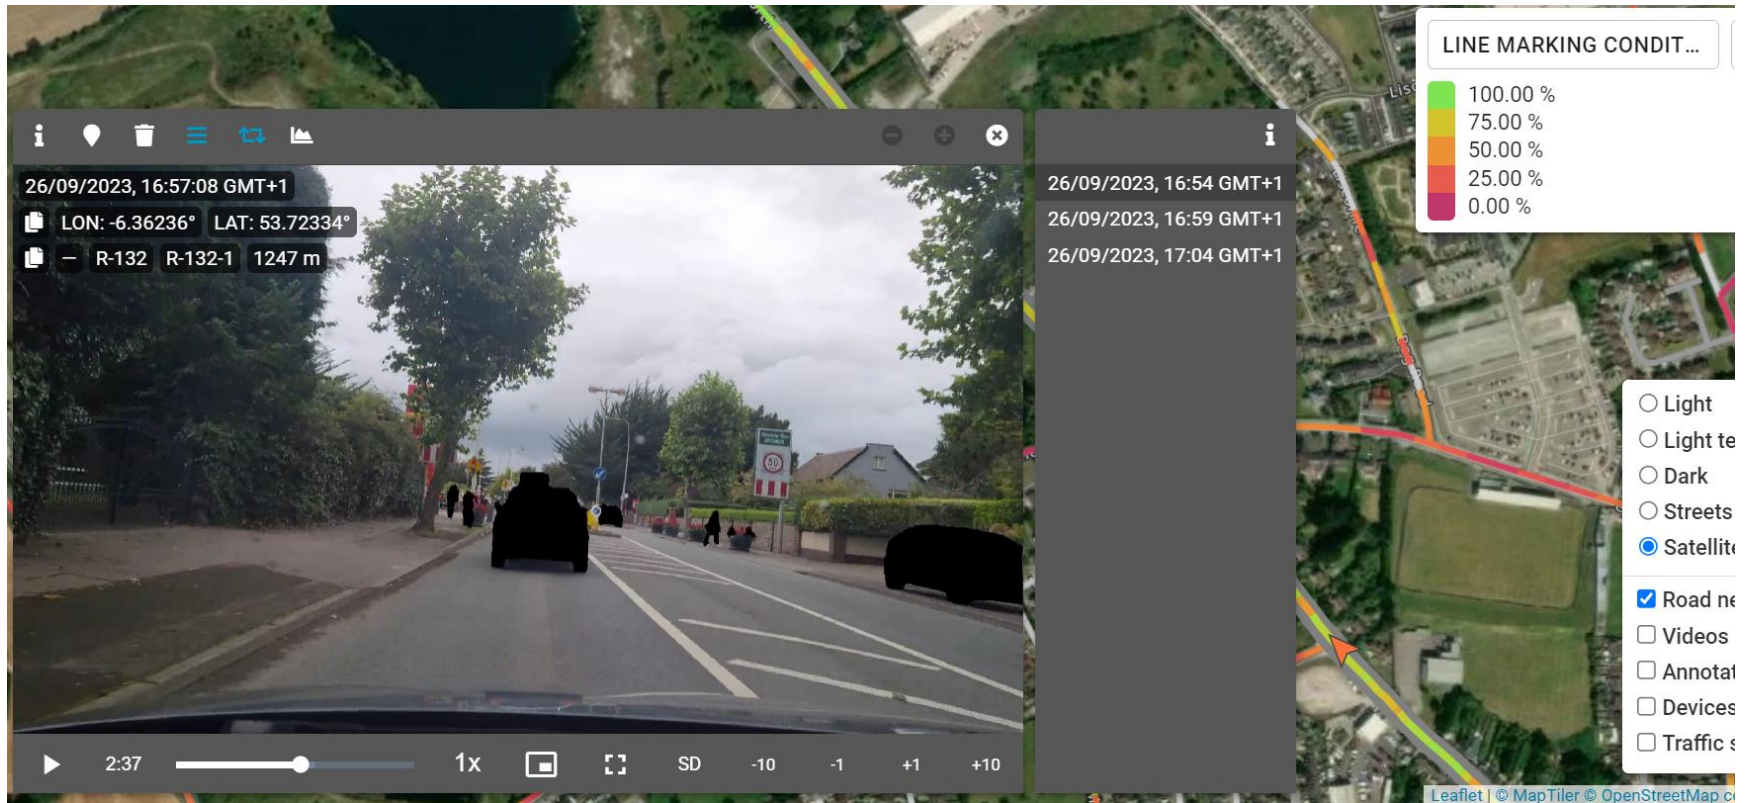 LINE MARKING CONDIT...
100.00 %
75.00 %
50.00 %
25.00 %
0.00 %
26/09/2023, 16:57:08 GMT+1
LON: -6.36236° LAT: 53.72334°
– R-132 R-132-1 1247 m
50
26/09/2023, 16:54 GMT+1
26/09/2023, 16:59 GMT+1
26/09/2023, 17:04 GMT+1
Light
Light te
Dark
Streets
Satellite
Road ne
Videos
Annotat
Devices
Traffic s
2:37 1x SD -10 -1 +1 +10
Leaflet | © MapTiler © OpenStreetMap co